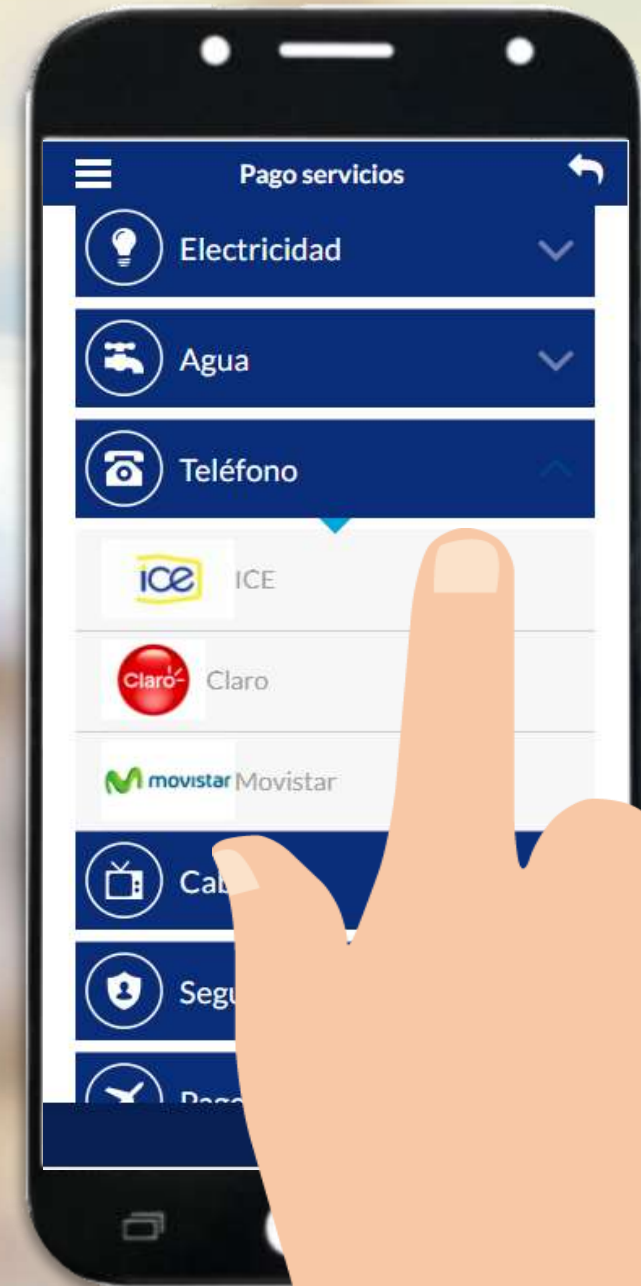 Pago servicios
Electricidad
Agua
Teléfono
ice ICE
Claro Claro
movistar Movistar